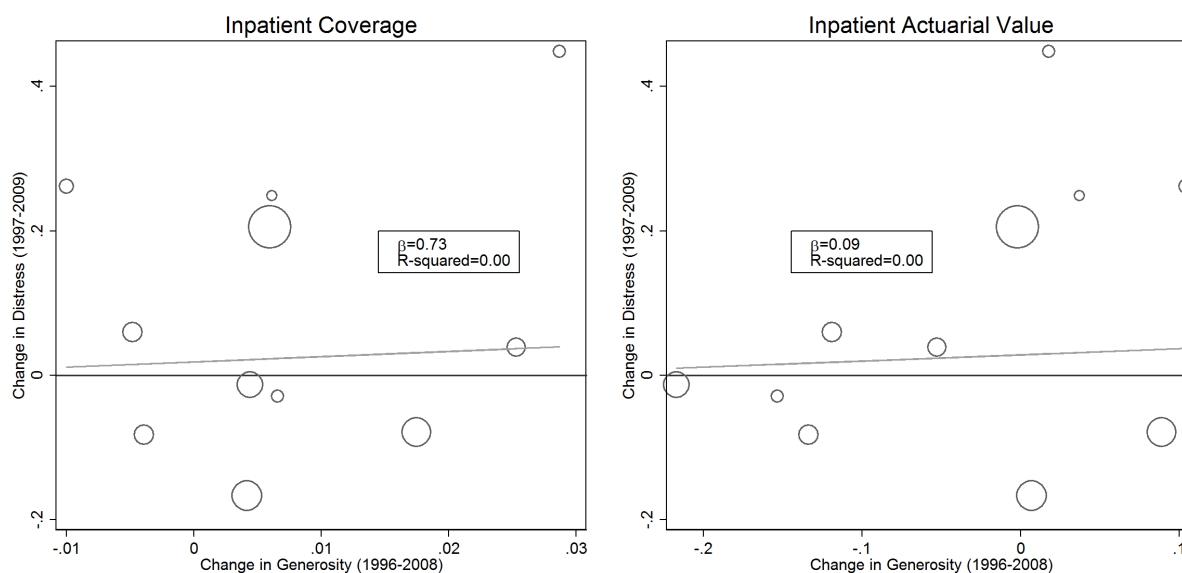 Inpatient Coverage
Change in Distress (1997-2009)
.4
.2
0
-.2
β=0.73
R-squared=0.00
-.01
0
.01
.02
.03
Change in Generosity (1996-2008)
Inpatient Actuarial Value
Change in Distress (1997-2009)
.4
.2
0
-.2
β=0.09
R-squared=0.00
-.2
-.1
0
.1
Change in Generosity (1996-2008)